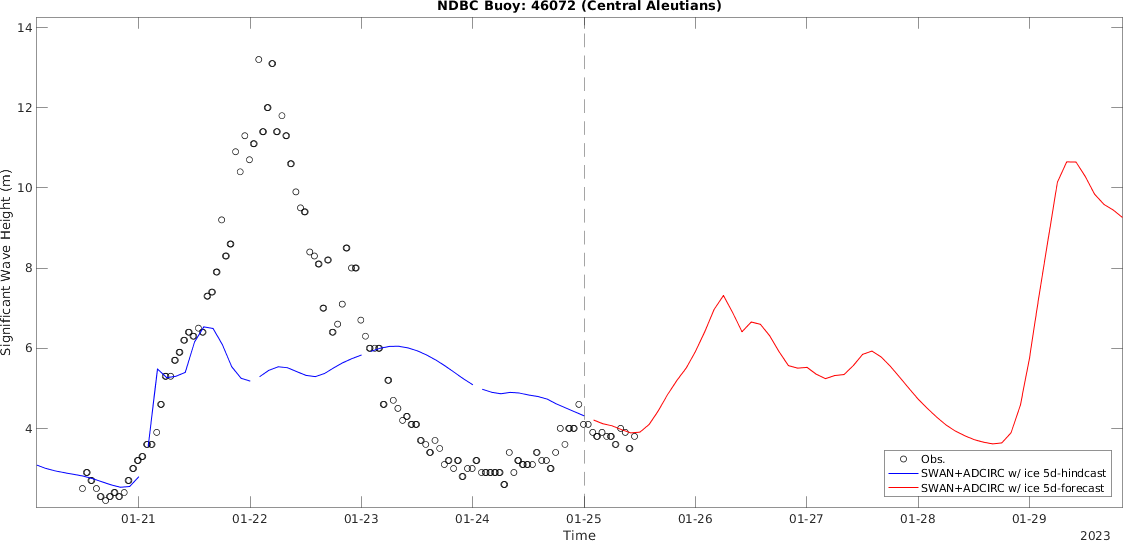 NDBC Buoy: 46072 (Central Aleutians)
Significant Wave Height (m)
14
12
10
8
6
4
01-21 01-22 01-23 01-24 01-25 01-26 01-27 01-28 01-29
Time
2023
Obs.
SWAN+ADCIRC w/ ice 5d-hindcast
SWAN+ADCIRC w/ ice 5d-forecast